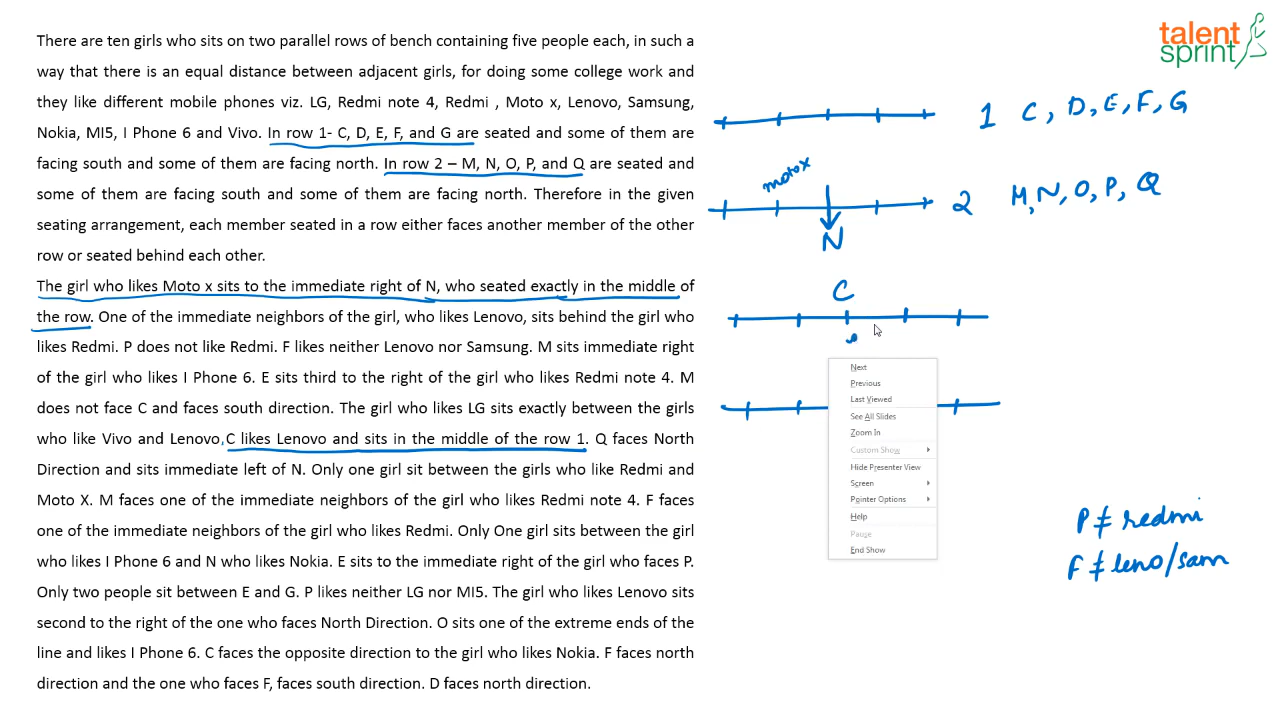 talent
sprint
There are ten girls who sits on two parallel rows of bench containing five people each, in such a
way that there is an equal distance between adjacent girls, for doing some college work and
they like different mobile phones viz. LG, Redmi note 4, Redmi , Moto x, Lenovo, Samsung,
Nokia, MI5, I Phone 6 and Vivo. In row 1- C, D, E, F, and G are seated and some of them are
facing south and some of them are facing north. In row 2 – M, N, O, P, and Q are seated and
some of them are facing south and some of them are facing north. Therefore in the given
seating arrangement, each member seated in a row either faces another member of the other
row or seated behind each other.
The girl who likes Moto x sits to the immediate right of N, who seated exactly in the middle of
the row. One of the immediate neighbors of the girl, who likes Lenovo, sits behind the girl who
likes Redmi. P does not like Redmi. F likes neither Lenovo nor Samsung. M sits immediate right
of the girl who likes I Phone 6. E sits third to the right of the girl who likes Redmi note 4. M
does not face C and faces south direction. The girl who likes LG sits exactly between the girls
who like Vivo and Lenovo,C likes Lenovo and sits in the middle of the row 1. Q faces North
Direction and sits immediate left of N. Only one girl sit between the girls who like Redmi and
Moto X. M faces one of the immediate neighbors of the girl who likes Redmi note 4. F faces
one of the immediate neighbors of the girl who likes Redmi. Only One girl sits between the girl
who likes I Phone 6 and N who likes Nokia. E sits to the immediate right of the girl who faces P.
Only two people sit between E and G. P likes neither LG nor MI5. The girl who likes Lenovo sits
second to the right of the one who faces North Direction. O sits one of the extreme ends of the
line and likes I Phone 6. C faces the opposite direction to the girl who likes Nokia. F faces north
direction and the one who faces F, faces south direction. D faces north direction.
1 C, D, E, F, G
moto x
2 M, N, O, P, Q
N
C
Next
Previous
Last Viewed
See All Slides
Zoom In
Custom Show
Hide Presenter View
Screen
Pointer Options
Help
Pause
End Show
P ≠ redmi
F ≠ leno/sam